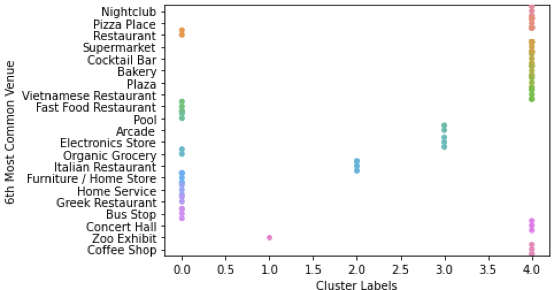 6th Most Common Venue
Nightclub
Pizza Place
Restaurant
Supermarket
Cocktail Bar
Bakery
Plaza
Vietnamese Restaurant
Fast Food Restaurant
Pool
Arcade
Electronics Store
Organic Grocery
Italian Restaurant
Furniture / Home Store
Home Service
Greek Restaurant
Bus Stop
Concert Hall
Zoo Exhibit
Coffee Shop
0.0 0.5 1.0 1.5 2.0 2.5 3.0 3.5 4.0
Cluster Labels